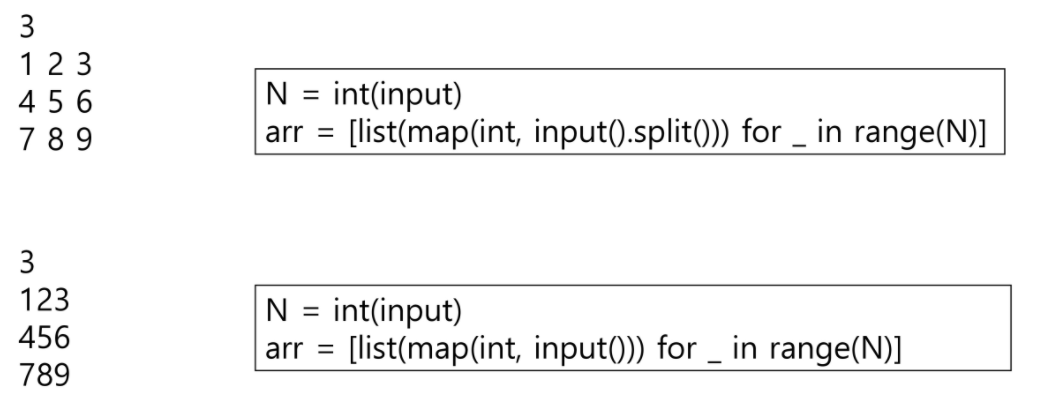 3
1 2 3
4 5 6
7 8 9
N = int(input)
arr = [list(map(int, input().split())) for _ in range(N)]
3
123
456
789
N = int(input)
arr = [list(map(int, input())) for _ in range(N)]